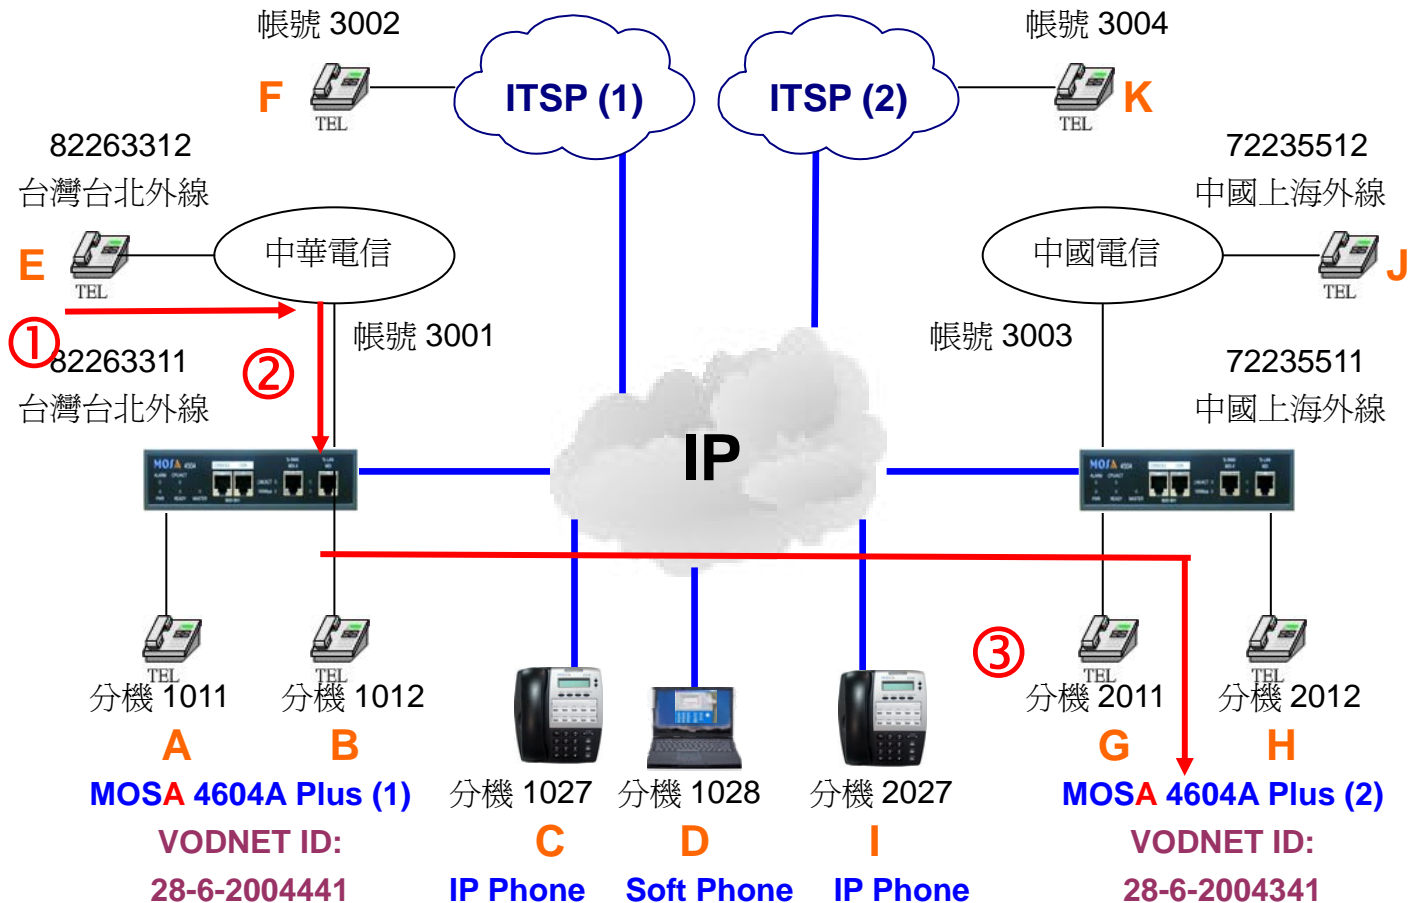 帳號 3002
帳號 3004
F
TEL
ITSP (1)
ITSP (2)
TEL
K
82263312
台灣台北外線
72235512
中國上海外線
E
TEL
中華電信
中國電信
TEL
J
①
帳號 3001
帳號 3003
82263311
台灣台北外線
②
72235511
中國上海外線
IP
MOSA 4504
MOSA 4504
TEL
分機 1011
A
TEL
分機 1012
B
③
TEL
分機 2011
G
TEL
分機 2012
H
MOSA 4604A Plus (1)
VODNET ID:
28-6-2004441
分機 1027
C
IP Phone
分機 1028
D
Soft Phone
分機 2027
I
IP Phone
MOSA 4604A Plus (2)
VODNET ID:
28-6-2004341